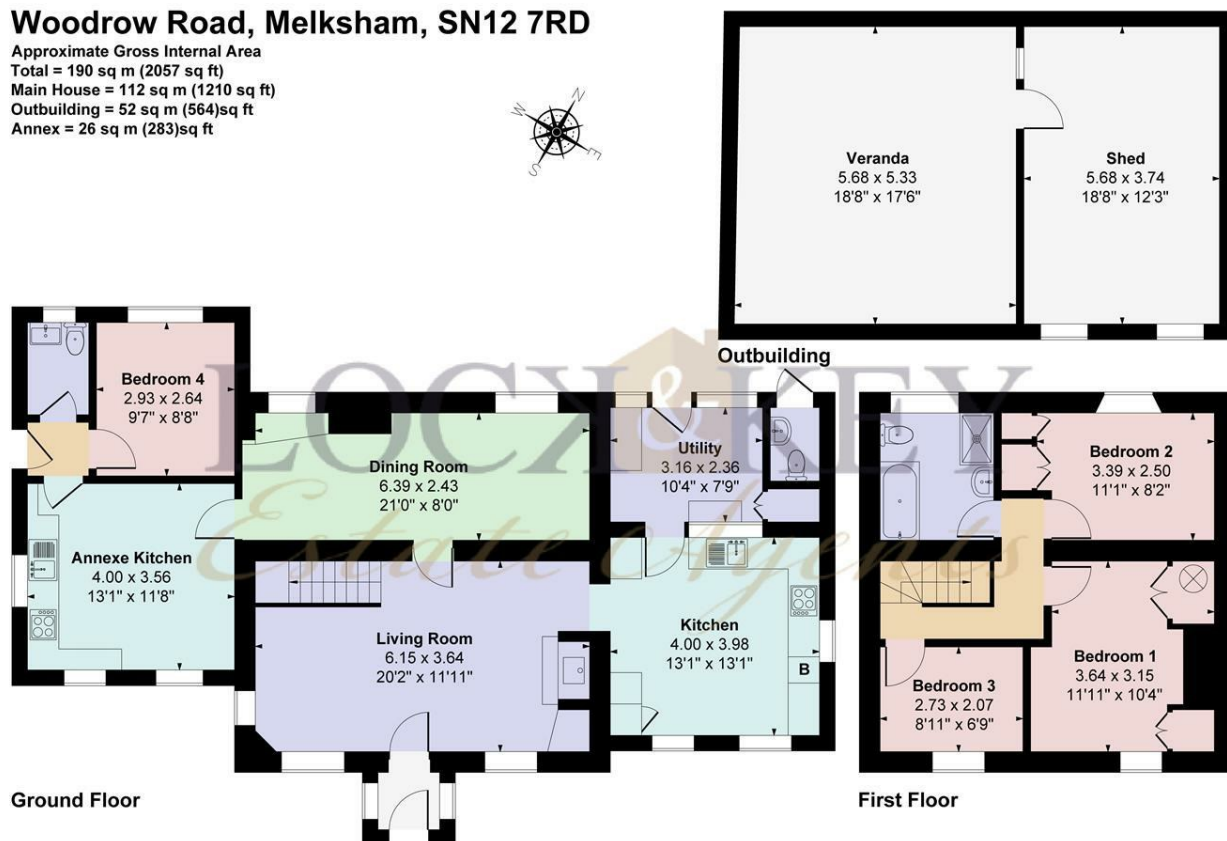 Woodrow Road, Melksham, SN12 7RD
Approximate Gross Internal Area
Total = 190 sq m (2057 sq ft)
Main House = 112 sq m (1210 sq ft)
Outbuilding = 52 sq m (564)sq ft
Annex = 26 sq m (283)sq ft
N
W
E
S
Veranda
5.68 x 5.33
18'8" x 17'6"
Shed
5.68 x 3.74
18'8" x 12'3"
Outbuilding
LOCK & KEY
Estate Agents
Bedroom 4
2.93 x 2.64
9'7" x 8'8"
Dining Room
6.39 x 2.43
21'0" x 8'0"
Utility
3.16 x 2.36
10'4" x 7'9"
Bedroom 2
3.39 x 2.50
11'1" x 8'2"
Annexe Kitchen
4.00 x 3.56
13'1" x 11'8"
Living Room
6.15 x 3.64
20'2" x 11'11"
Kitchen
4.00 x 3.98
13'1" x 13'1"
B
Bedroom 3
2.73 x 2.07
8'11" x 6'9"
Bedroom 1
3.64 x 3.15
11'11" x 10'4"
Ground Floor
First Floor